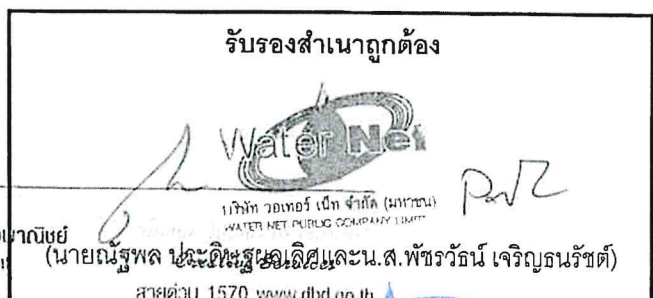 รับรองสำเนาถูกต้อง
Water Net
บริษัท วอเทอร์ เน็ท จำกัด (มหาชน)
WATER NET PUBLIC COMPANY LIMIT
(นายณัฐพล ประดิษฐผลเลิศและน.ส.พัชรวัธน์ เจริญธนรัชต์)
สายด่วน 1570 www.dbd.go.th